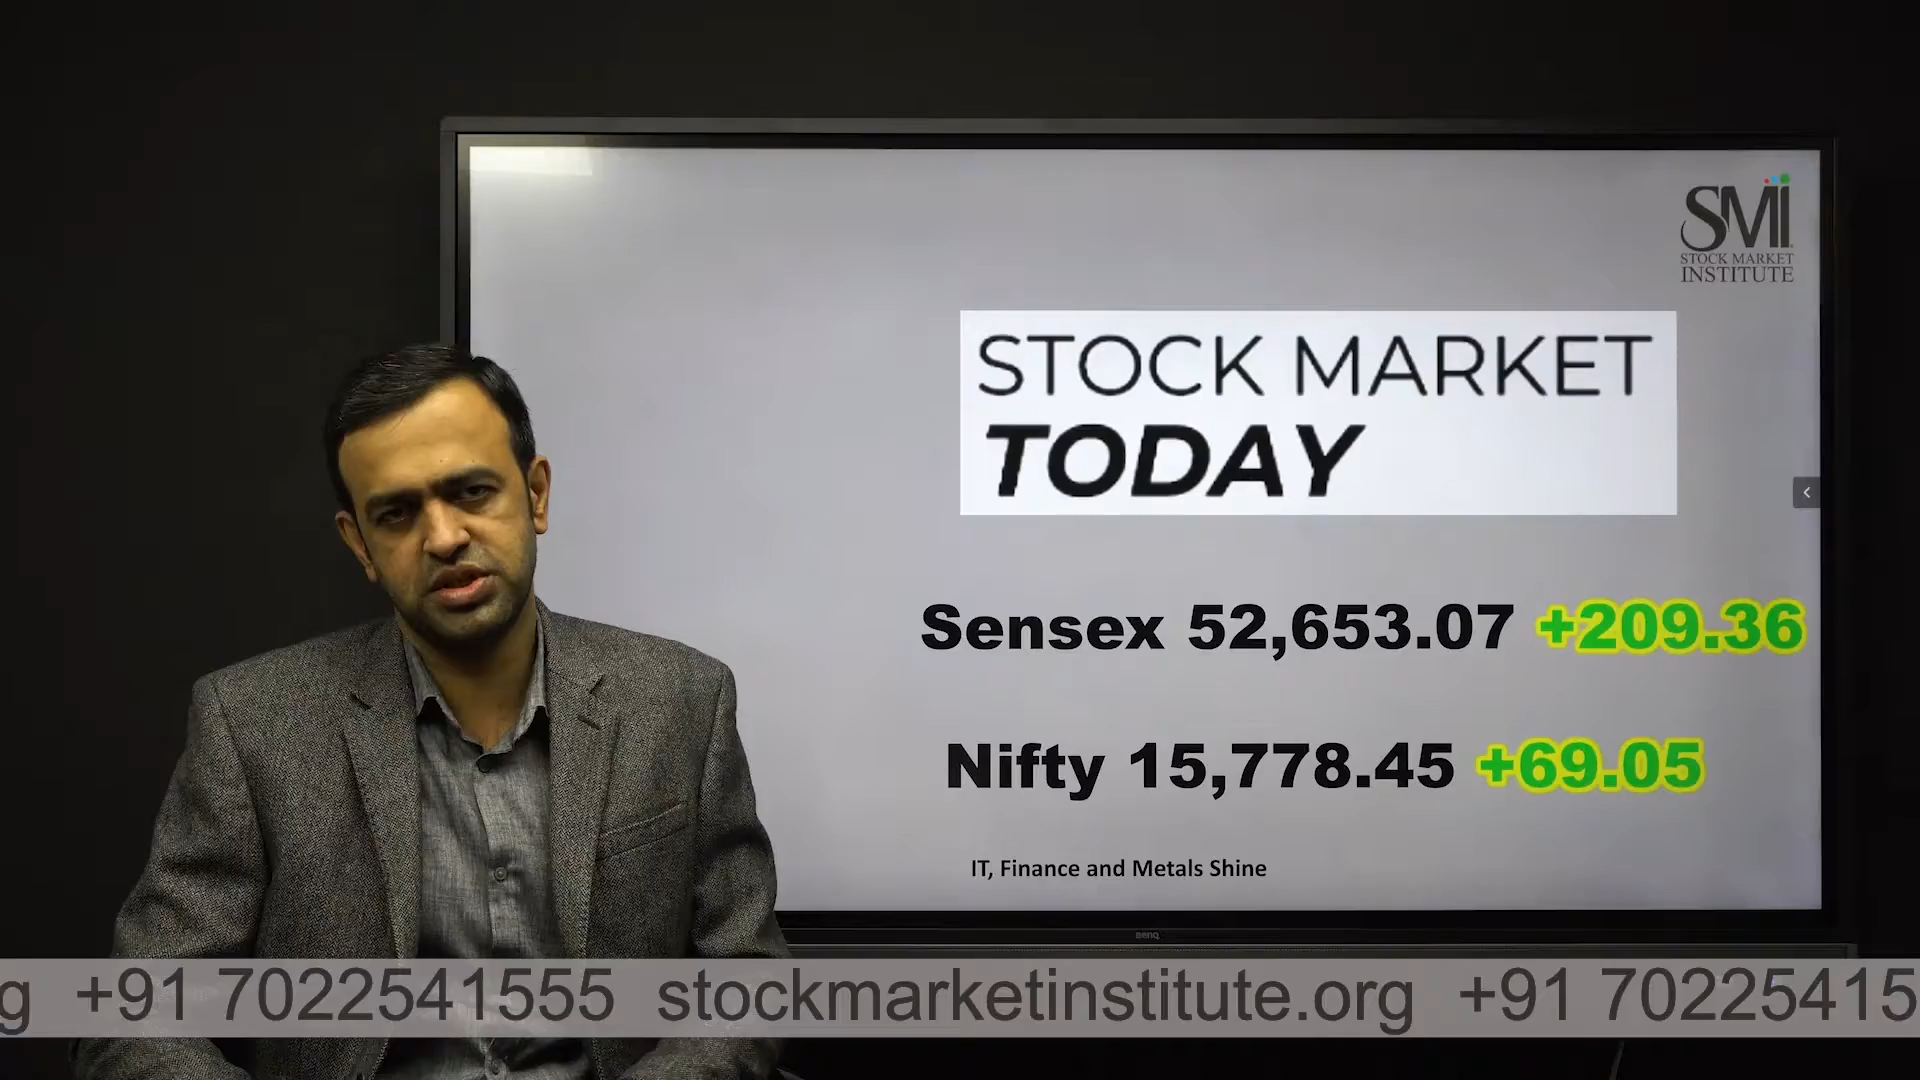 SMI
STOCK MARKET
INSTITUTE
STOCK MARKET
TODAY
Sensex 52,653.07 +209.36
Nifty 15,778.45 +69.05
IT, Finance and Metals Shine
BenQ
g +91 7022541555 stockmarketinstitute.org +91 70225415